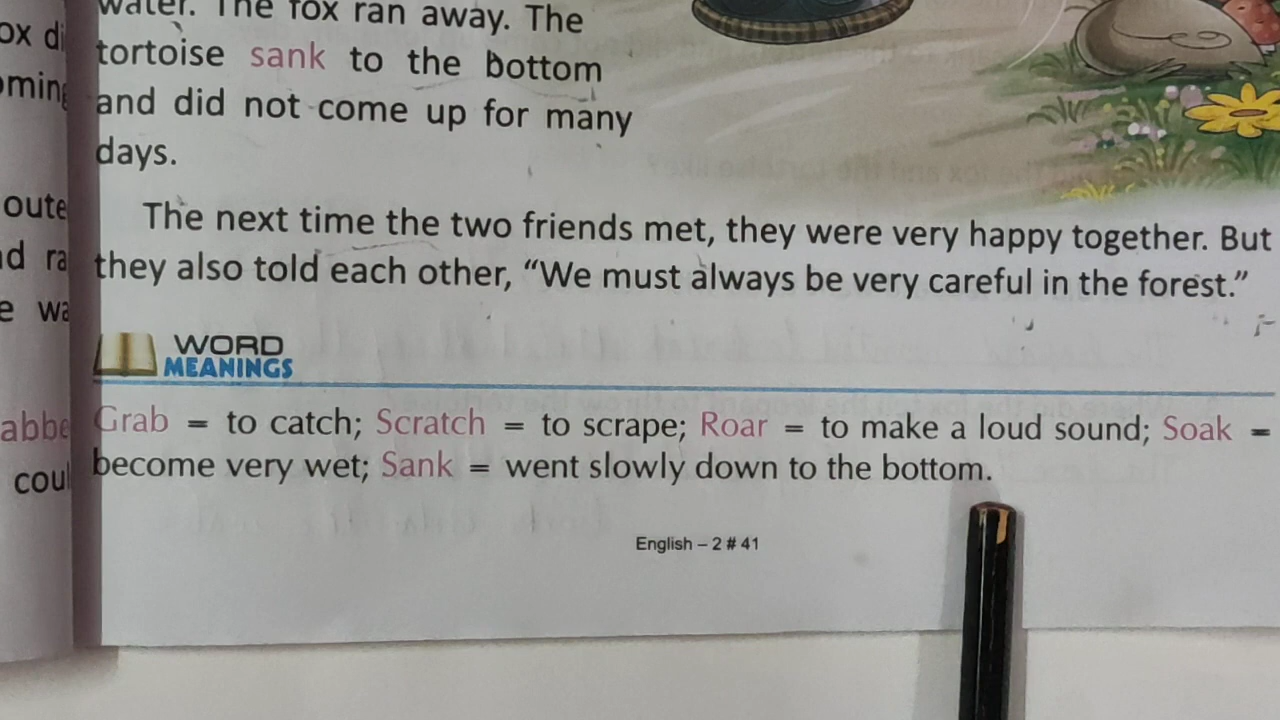 water. The fox ran away. The
tortoise sank to the bottom
and did not come up for many
days.
The next time the two friends met, they were very happy together. But
they also told each other, “We must always be very careful in the forest.”
WORD
MEANINGS
Grab = to catch; Scratch = to scrape; Roar = to make a loud sound; Soak =
become very wet; Sank = went slowly down to the bottom.
English – 2 # 41